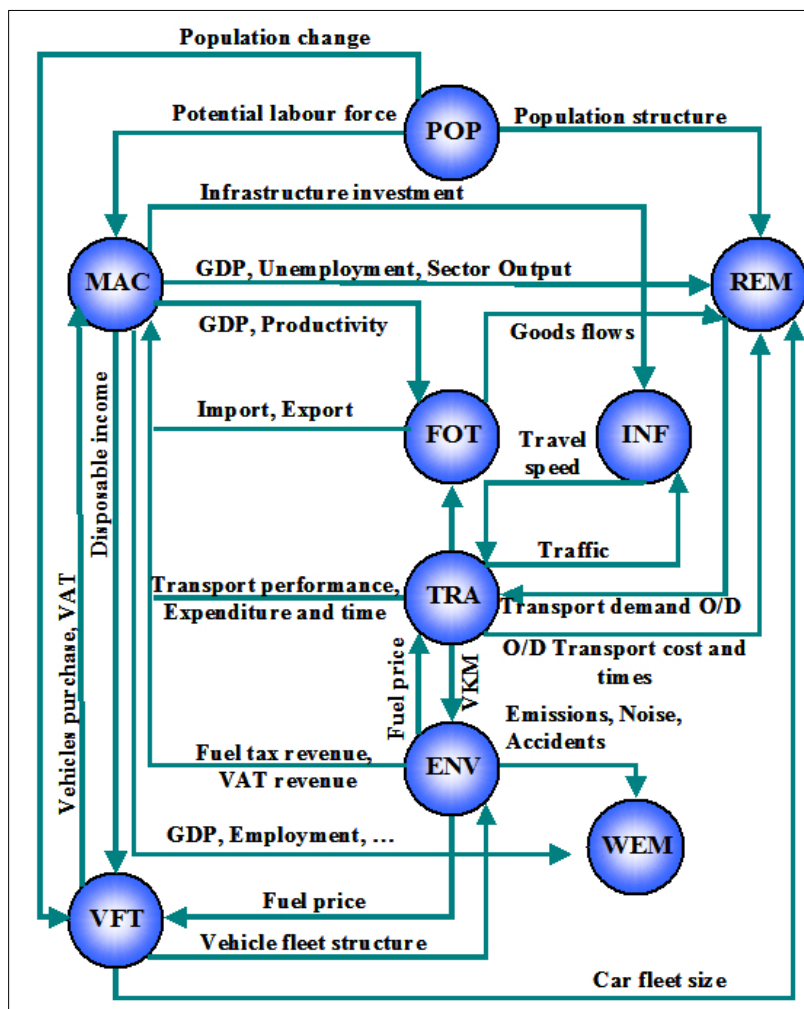 Population change
Potential labour force
POP
Population structure
Infrastructure investment
MAC
GDP, Unemployment, Sector Output
REM
GDP, Productivity
Goods flows
Disposable income
Import, Export
FOT
INF
Travel
speed
Traffic
Transport performance,
Expenditure and time
TRA
Transport demand O/D
O/D Transport cost and
times
Vehicles purchase, VAT
Fuel price
VKM
Emissions, Noise,
Accidents
Fuel tax revenue,
VAT revenue
ENV
GDP, Employment, ...
WEM
Fuel price
VFT
Vehicle fleet structure
Car fleet size